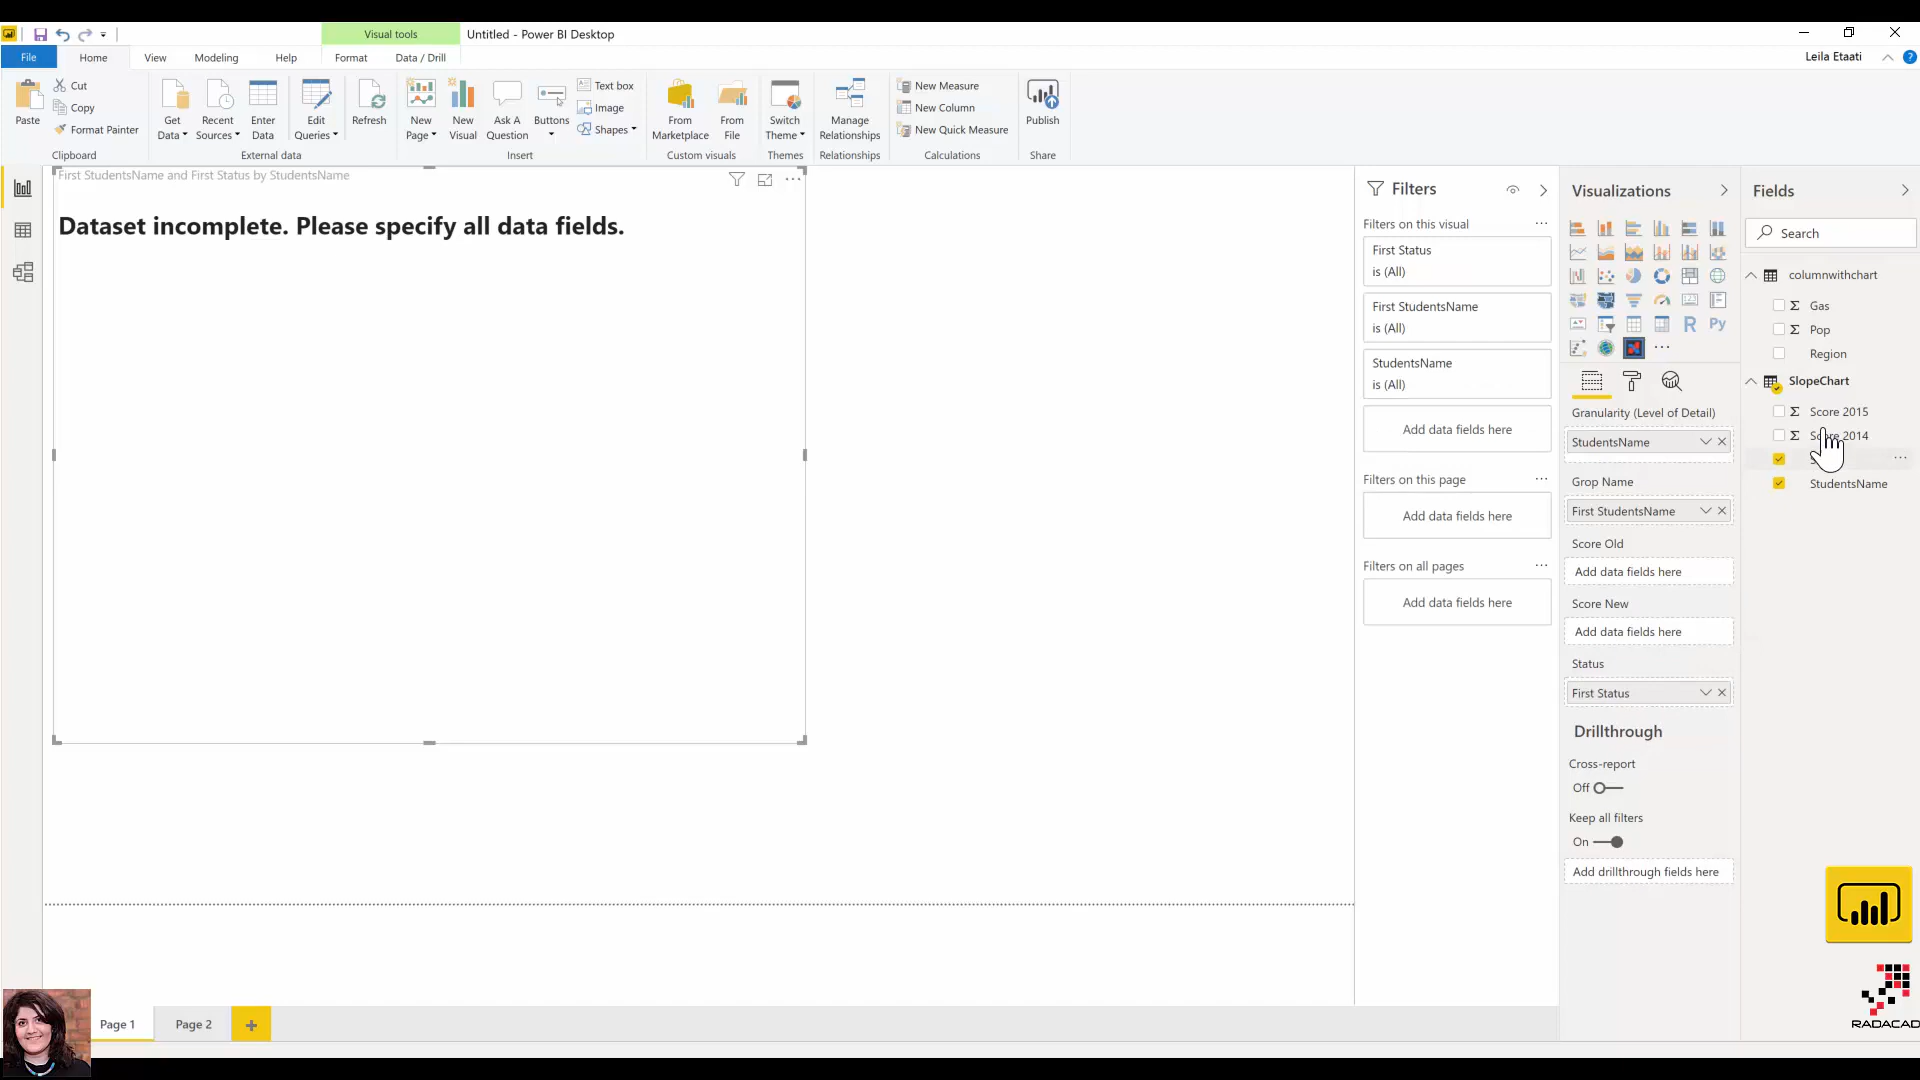 Visual tools
Untitled - Power BI Desktop
File
Home
View
Modeling
Help
Format
Data / Drill
Leila Etaati
Paste
Cut
Copy
Format Painter
Clipboard
Get Data
Recent Sources
Enter Data
Edit Queries
Refresh
External data
New Page
New Visual
Ask A Question
Buttons
Text box
Image
Shapes
Insert
From Marketplace
From File
Custom visuals
Switch Theme
Themes
Manage Relationships
Relationships
New Measure
New Column
New Quick Measure
Calculations
Publish
Share
First StudentsName and First Status by StudentsName
Dataset incomplete. Please specify all data fields.
Filters
Filters on this visual
First Status
is (All)
First StudentsName
is (All)
StudentsName
is (All)
Add data fields here
Filters on this page
Add data fields here
Filters on all pages
Add data fields here
Visualizations
R
Py
Granularity (Level of Detail)
StudentsName
Grop Name
First StudentsName
Score Old
Add data fields here
Score New
Add data fields here
Status
First Status
Drillthrough
Cross-report
Off
Keep all filters
On
Add drillthrough fields here
Fields
Search
columnwithchart
Gas
Pop
Region
SlopeChart
Score 2015
Score 2014
StudentsName
Page 1
Page 2
RADACAD